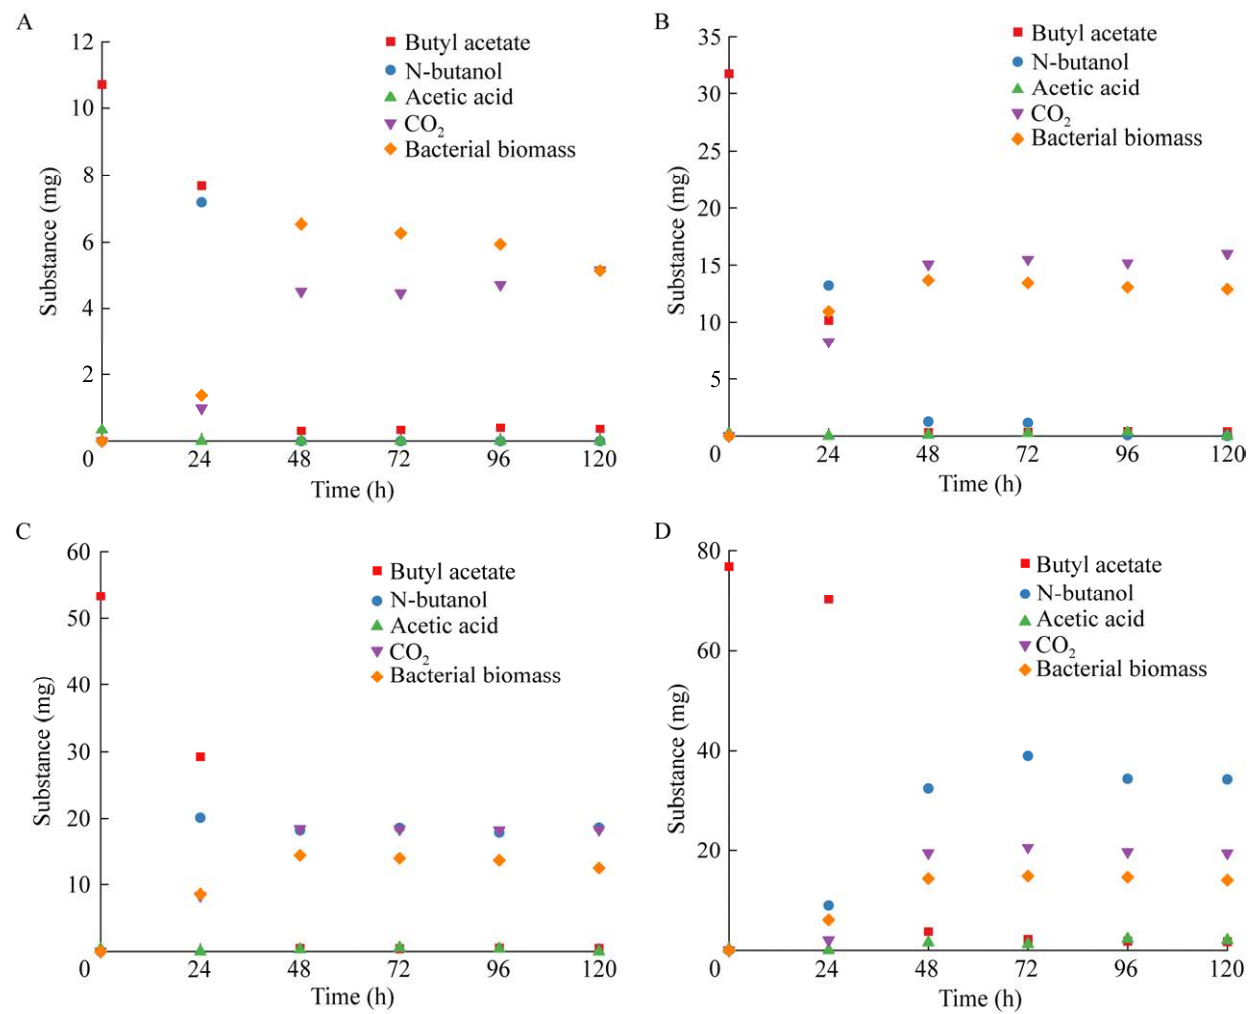 A
12
10
8
6
4
2
0
24
48
72
96
120
Substance (mg)
Time (h)
Butyl acetate
N-butanol
Acetic acid
CO₂
Bacterial biomass
B
35
30
25
20
15
10
5
0
24
48
72
96
120
Substance (mg)
Time (h)
Butyl acetate
N-butanol
Acetic acid
CO₂
Bacterial biomass
C
60
50
40
30
20
10
0
24
48
72
96
120
Substance (mg)
Time (h)
Butyl acetate
N-butanol
Acetic acid
CO₂
Bacterial biomass
D
80
60
40
20
0
24
48
72
96
120
Substance (mg)
Time (h)
Butyl acetate
N-butanol
Acetic acid
CO₂
Bacterial biomass